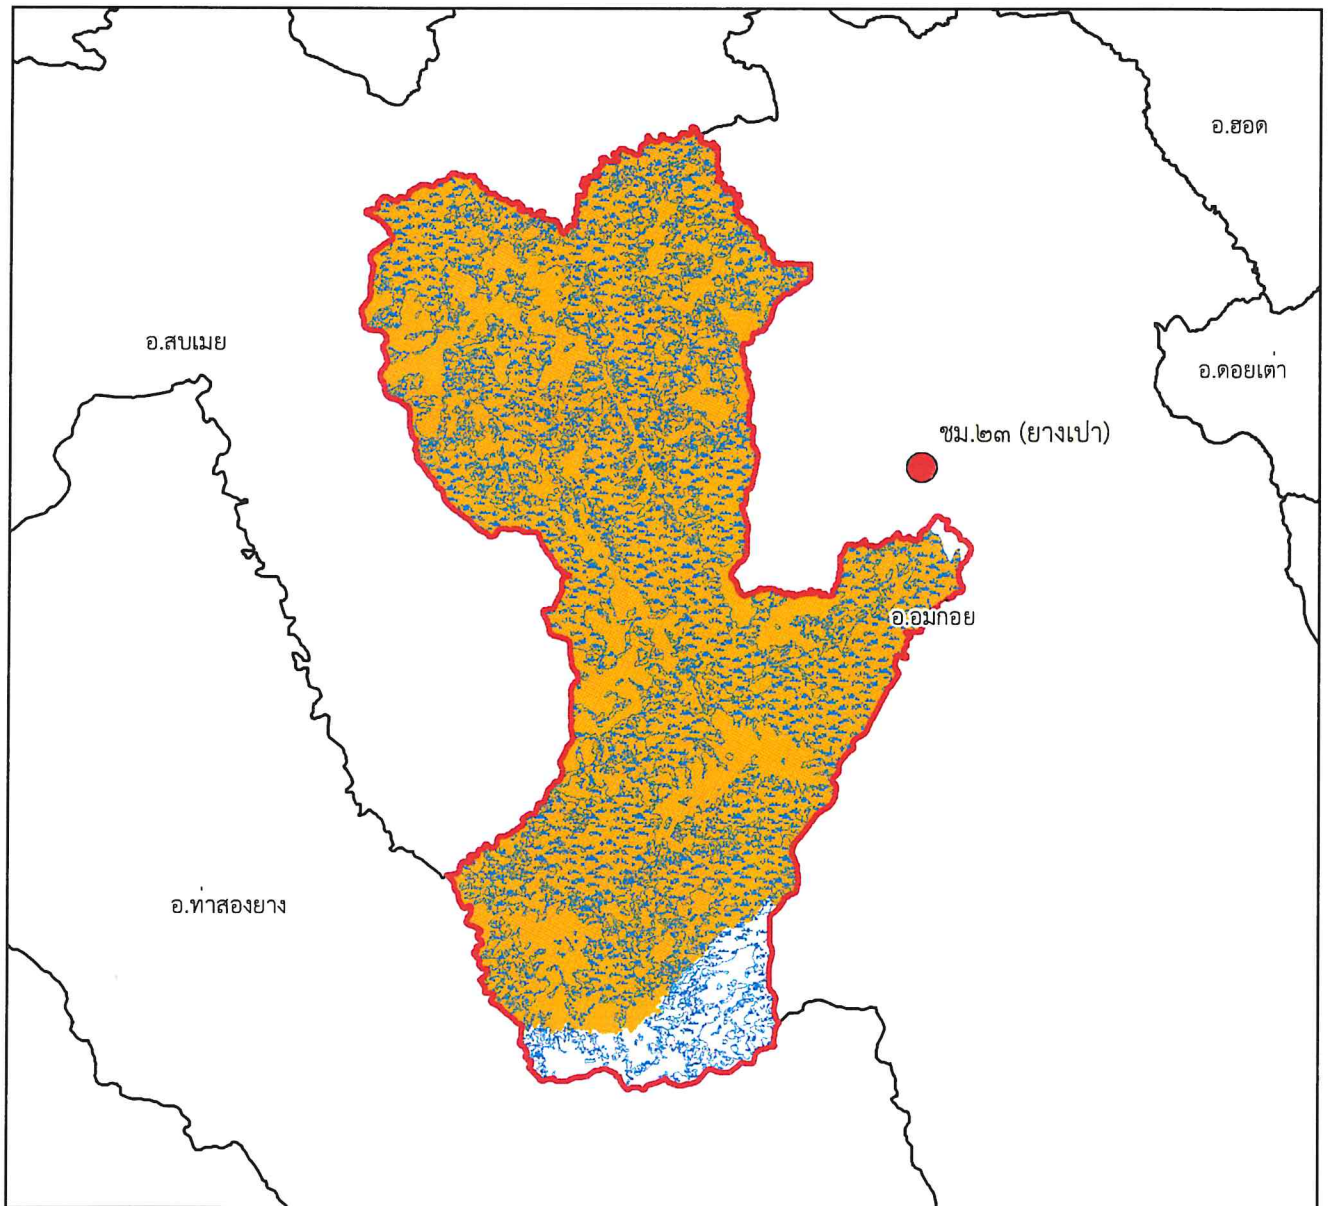 อ.ฮอด
อ.สบเมย
อ.ดอยเต่า
ชม.๒๓ (ยางเปา)
อ.อมก๋อย
อ.ท่าสองยาง